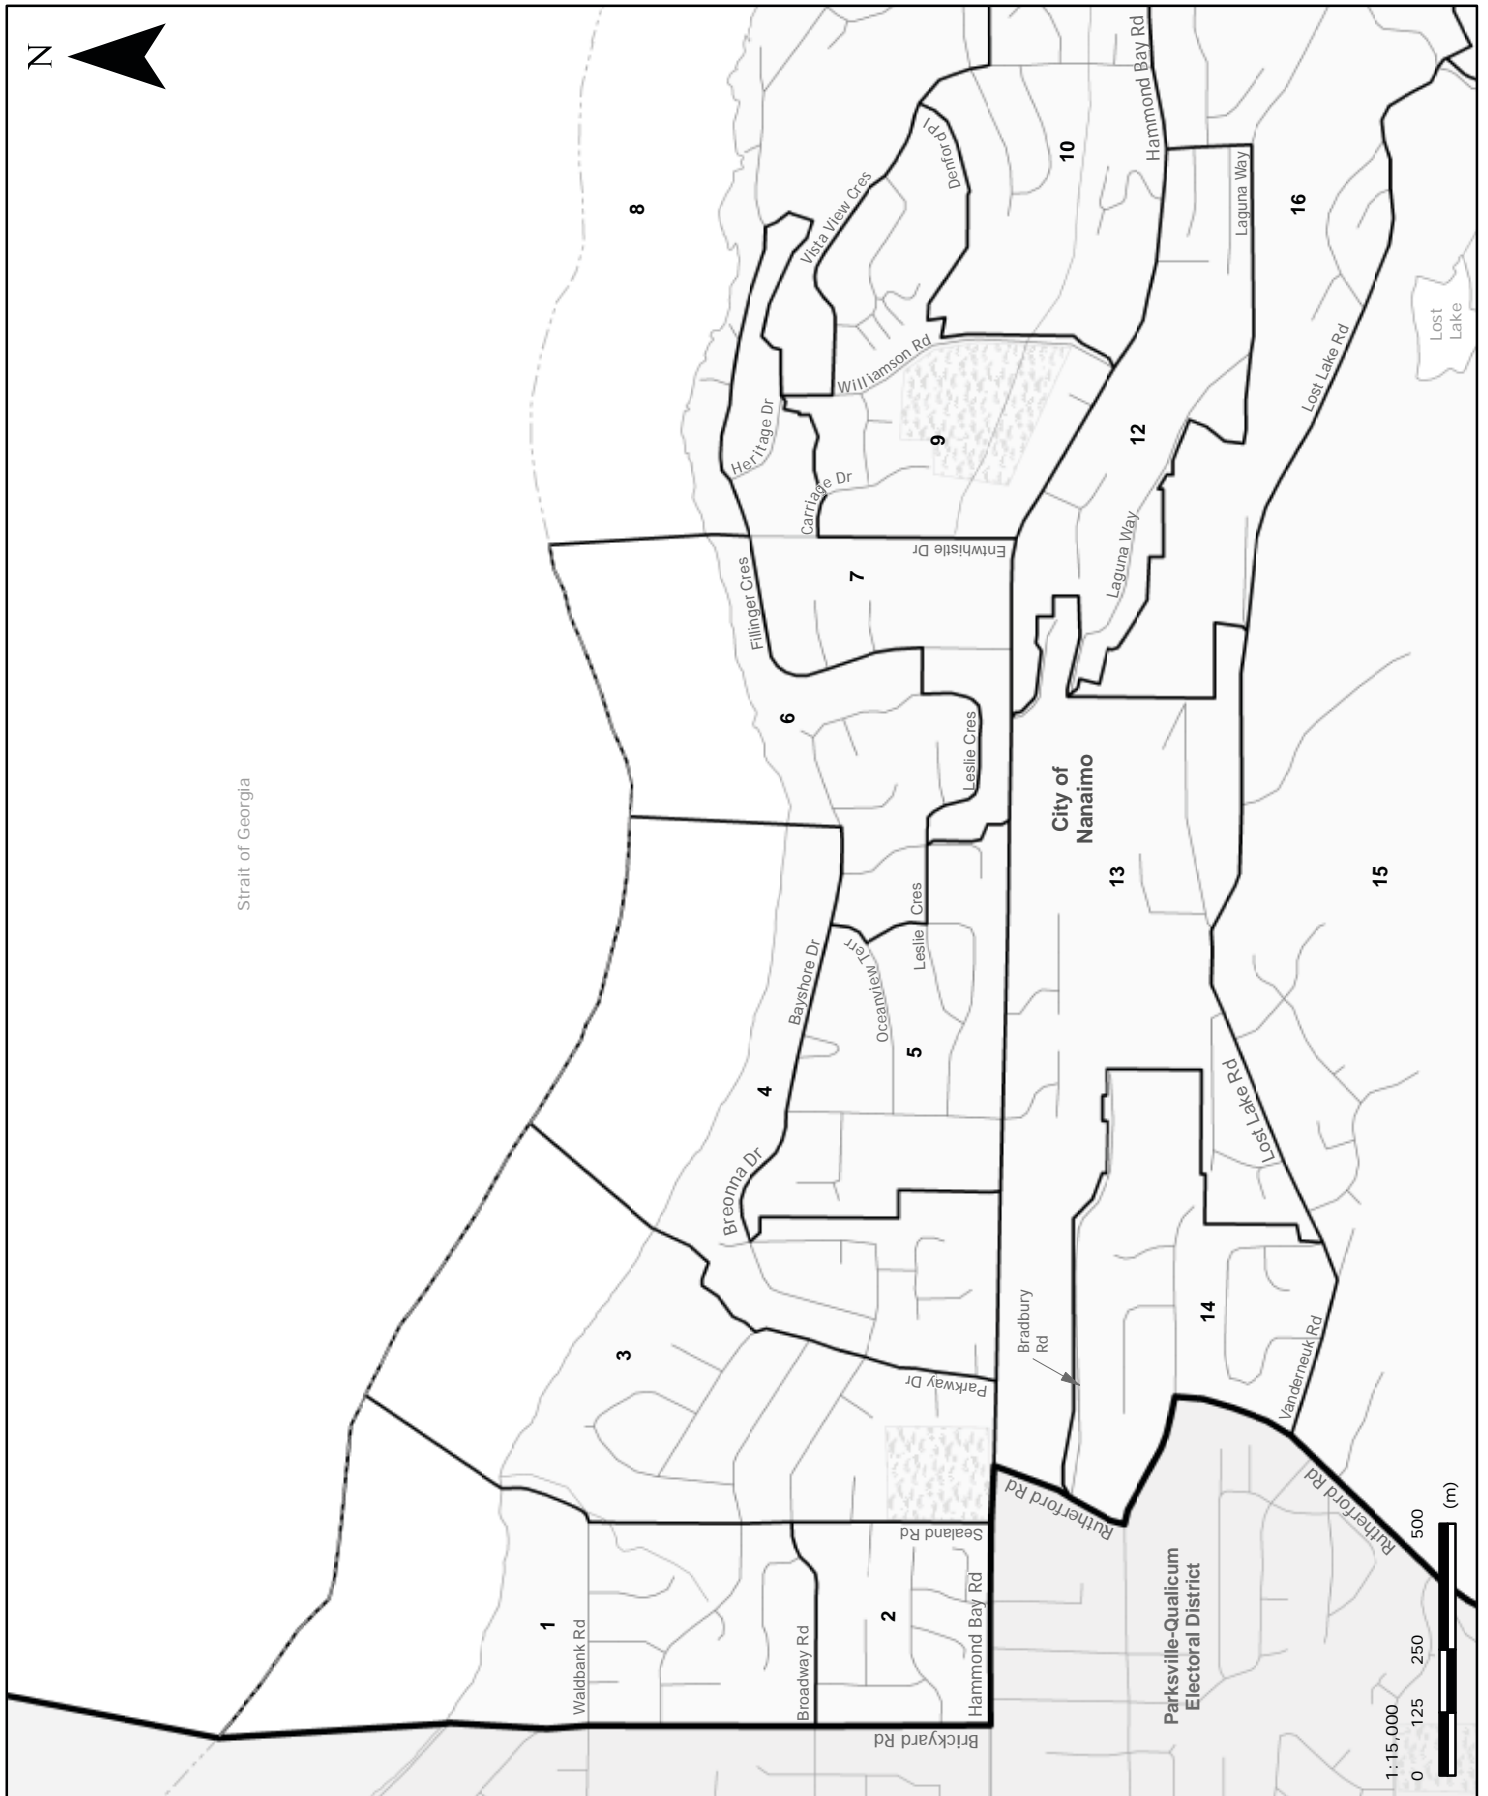 N
Strait of Georgia
8
Hammond Bay Rd
Denford Pl
10
Vista View Cres
Laguna Way
16
Williamson Rd
Lost Lake Rd
Lost
Lake
Heritage Dr
9
12
Carriage Dr
Entwhistle Dr
Laguna Way
Fillinger Cres
7
6
Leslie Cres
City of
Nanaimo
13
15
Leslie Cres
Bayshore Dr
Oceanview Terr
5
4
Breonna Dr
Lost Lake Rd
3
Parkway Dr
Bradbury
Rd
14
Vanderneuk Rd
Rutherford Rd
Rutherford Rd
Sealand Rd
1
Waldbank Rd
Broadway Rd
2
Hammond Bay Rd
Brickyard Rd
Parksville-Qualicum
Electoral District
1:15,000
0 125 250 500
(m)